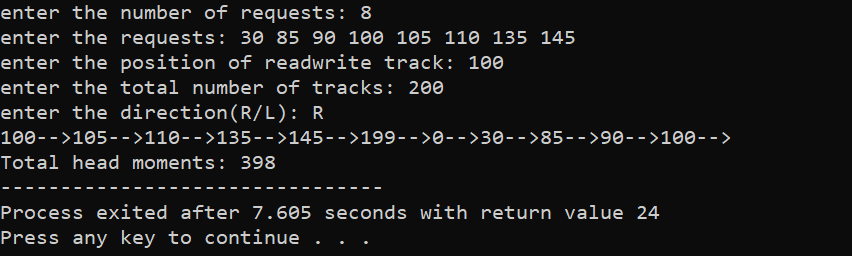 enter the number of requests: 8
enter the requests: 30 85 90 100 105 110 135 145
enter the position of readwrite track: 100
enter the total number of tracks: 200
enter the direction(R/L): R
100-->105-->110-->135-->145-->199-->0-->30-->85-->90-->100-->
Total head moments: 398
--------------------------------
Process exited after 7.605 seconds with return value 24
Press any key to continue . . .